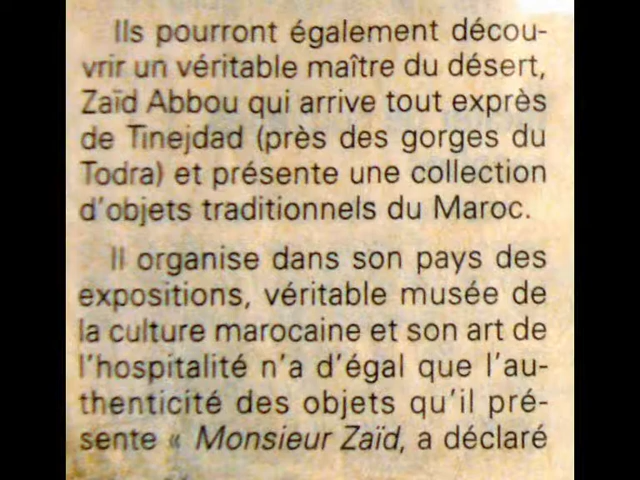 Ils pourront également décou-
vrir un véritable maître du désert,
Zaïd Abbou qui arrive tout exprès
de Tinejdad (près des gorges du
Todra) et présente une collection
d'objets traditionnels du Maroc.
Il organise dans son pays des
expositions, véritable musée de
la culture marocaine et son art de
l'hospitalité n'a d'égal que l'au-
thenticité des objets qu'il pré-
sente « Monsieur Zaïd, a déclaré